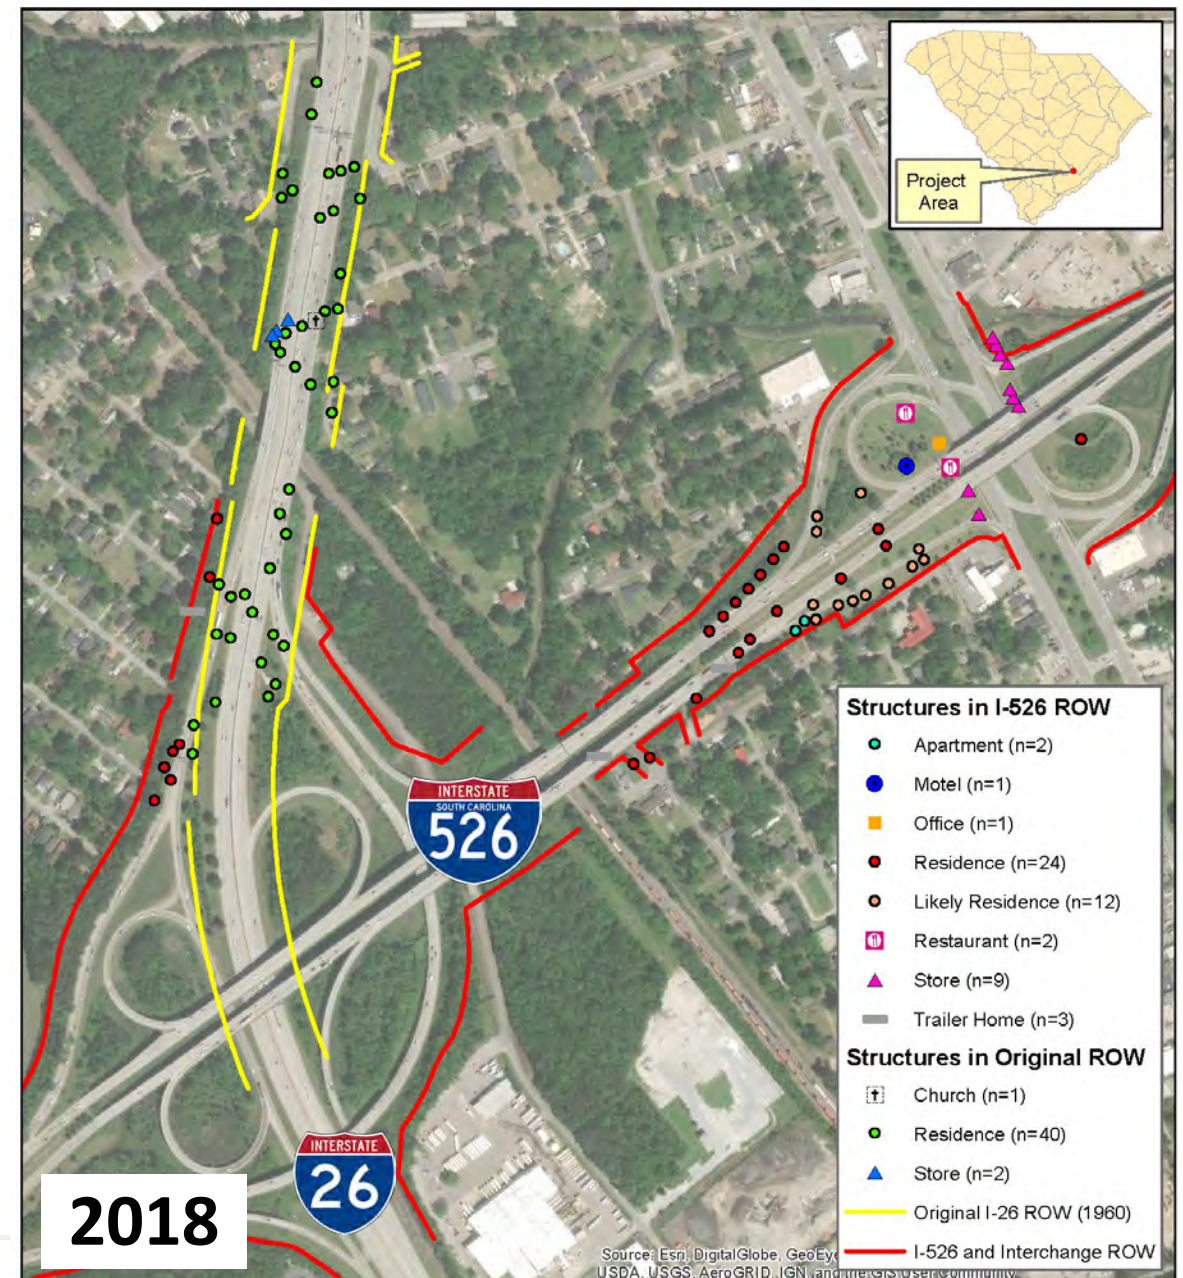 Project
Area
INTERSTATE
SOUTH CAROLINA
526
INTERSTATE
26
2018
Structures in I-526 ROW
Apartment (n=2)
Motel (n=1)
Office (n=1)
Residence (n=24)
Likely Residence (n=12)
Restaurant (n=2)
Store (n=9)
Trailer Home (n=3)
Structures in Original ROW
Church (n=1)
Residence (n=40)
Store (n=2)
Original I-26 ROW (1960)
I-526 and Interchange ROW
Source: Esri, DigitalGlobe, GeoEye
USDA, USGS, AeroGRID, IGN, and the GIS User Community